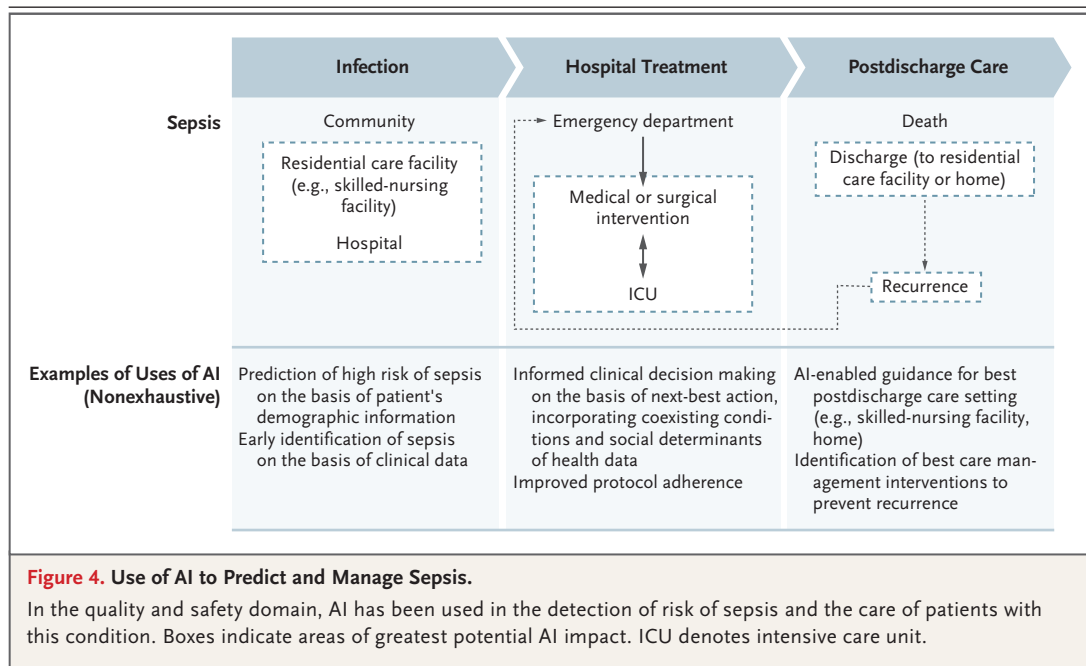 Infection
Hospital Treatment
Postdischarge Care
Sepsis
Community
Residential care facility
(e.g., skilled-nursing
facility)
Hospital
Emergency department
Medical or surgical
intervention
ICU
Death
Discharge (to residential
care facility or home)
Recurrence
Examples of Uses of AI
(Nonexhaustive)
Prediction of high risk of sepsis
on the basis of patient's
demographic information
Early identification of sepsis
on the basis of clinical data
Informed clinical decision making
on the basis of next-best action,
incorporating coexisting condi-
tions and social determinants
of health data
Improved protocol adherence
AI-enabled guidance for best
postdischarge care setting
(e.g., skilled-nursing facility,
home)
Identification of best care man-
agement interventions to
prevent recurrence
Figure 4. Use of AI to Predict and Manage Sepsis.
In the quality and safety domain, AI has been used in the detection of risk of sepsis and the care of patients with
this condition. Boxes indicate areas of greatest potential AI impact. ICU denotes intensive care unit.